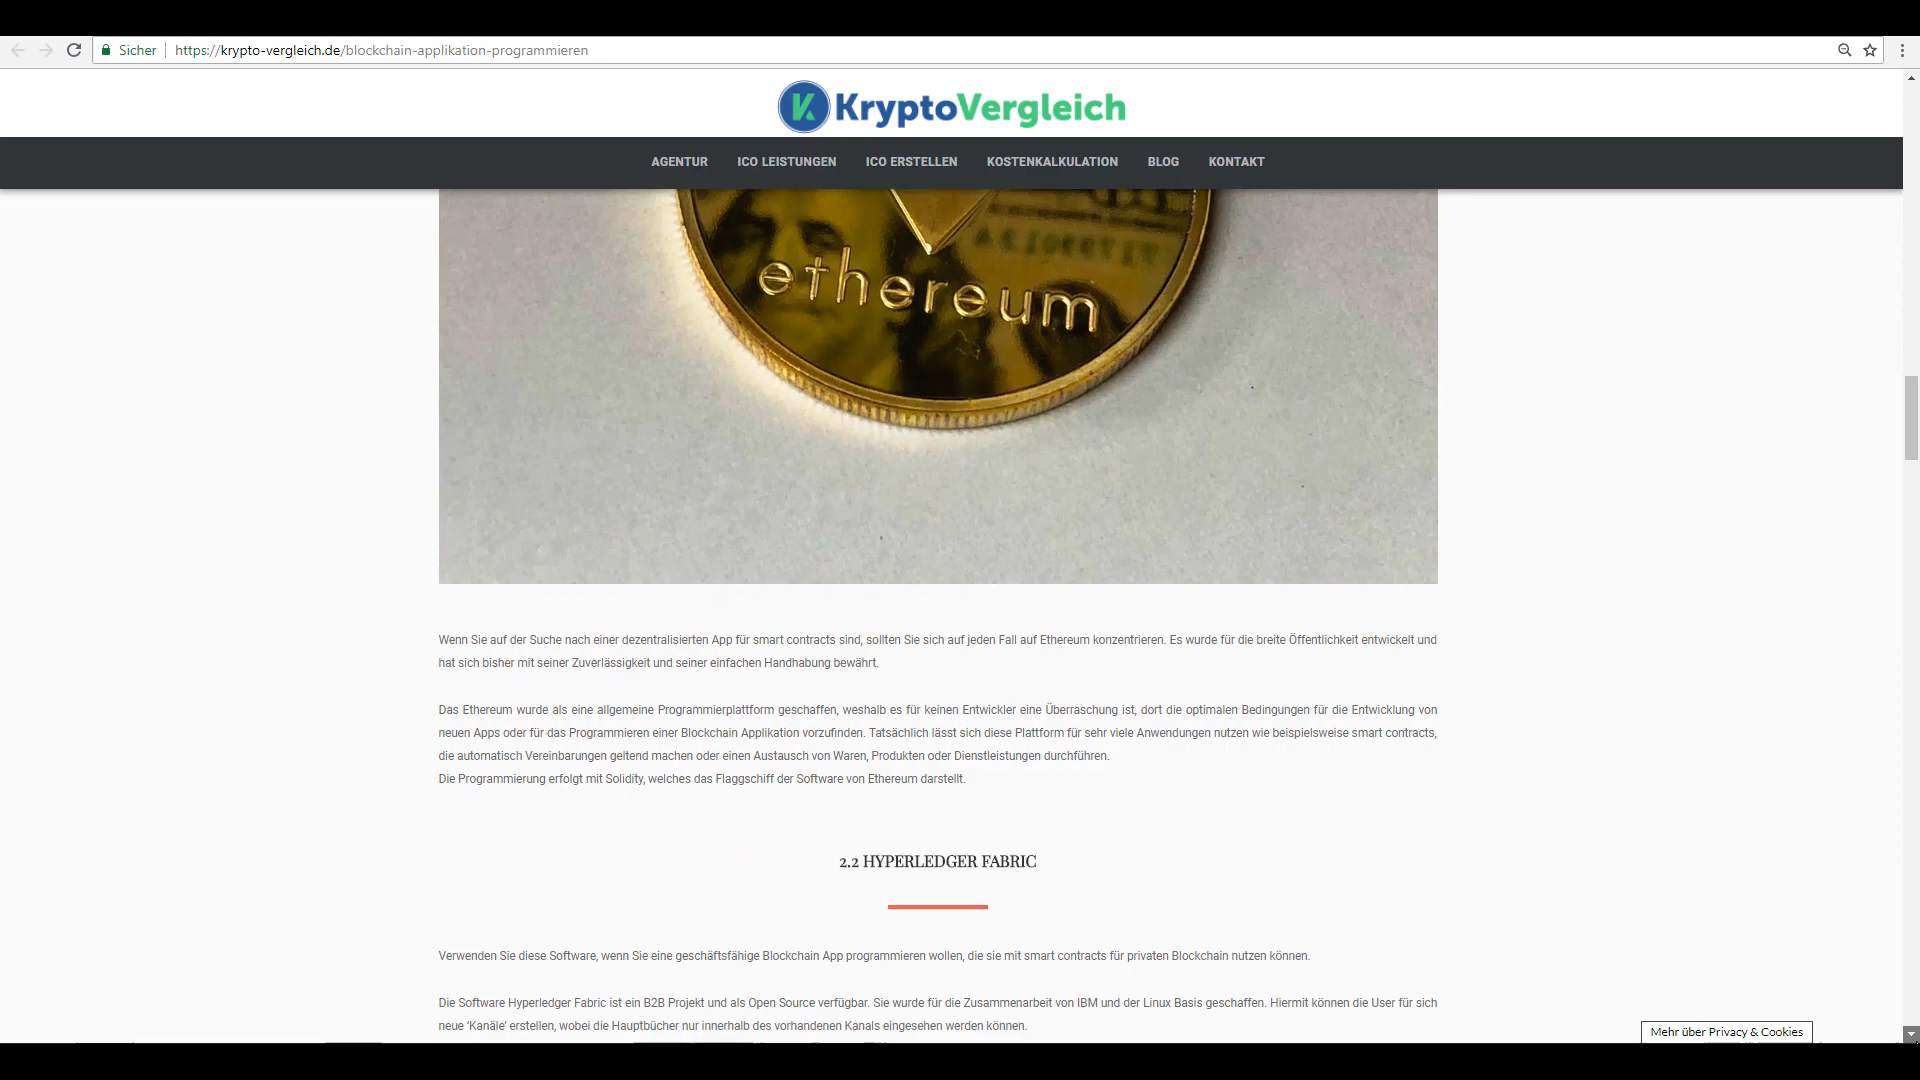 Sicher
https://krypto-vergleich.de/blockchain-applikation-programmieren
KryptoVergleich
AGENTUR ICO LEISTUNGEN ICO ERSTELLEN KOSTENKALKULATION BLOG KONTAKT
ethereum
Wenn Sie auf der Suche nach einer dezentralisierten App für smart contracts sind, sollten Sie sich auf jeden Fall auf Ethereum konzentrieren. Es wurde für die breite Öffentlichkeit entwickelt und
hat sich bisher mit seiner Zuverlässigkeit und seiner einfachen Handhabung bewährt.
Das Ethereum wurde als eine allgemeine Programmierplattform geschaffen, weshalb es für keinen Entwickler eine Überraschung ist, dort die optimalen Bedingungen für die Entwicklung von
neuen Apps oder für das Programmieren einer Blockchain Applikation vorzufinden. Tatsächlich lässt sich diese Plattform für sehr viele Anwendungen nutzen wie beispielsweise smart contracts,
die automatisch Vereinbarungen geltend machen oder einen Austausch von Waren, Produkten oder Dienstleistungen durchführen.
Die Programmierung erfolgt mit Solidity, welches das Flaggschiff der Software von Ethereum darstellt.
2.2 HYPERLEDGER FABRIC
Verwenden Sie diese Software, wenn Sie eine geschäftsfähige Blockchain App programmieren wollen, die sie mit smart contracts für privaten Blockchain nutzen können.
Die Software Hyperledger Fabric ist ein B2B Projekt und als Open Source verfügbar. Sie wurde für die Zusammenarbeit von IBM und der Linux Basis geschaffen. Hiermit können die User für sich
neue ‘Kanäle’ erstellen, wobei die Hauptbücher nur innerhalb des vorhandenen Kanals eingesehen werden können.
Mehr über Privacy & Cookies